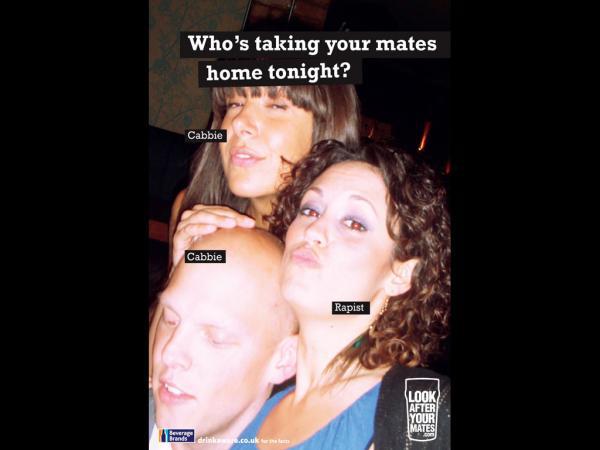 Who's taking your mates
home tonight?
Cabbie
Cabbie
Rapist
LOOK
AFTER
YOUR
MATES
.com
Beverage
Brands
drinkaware.co.uk for the facts